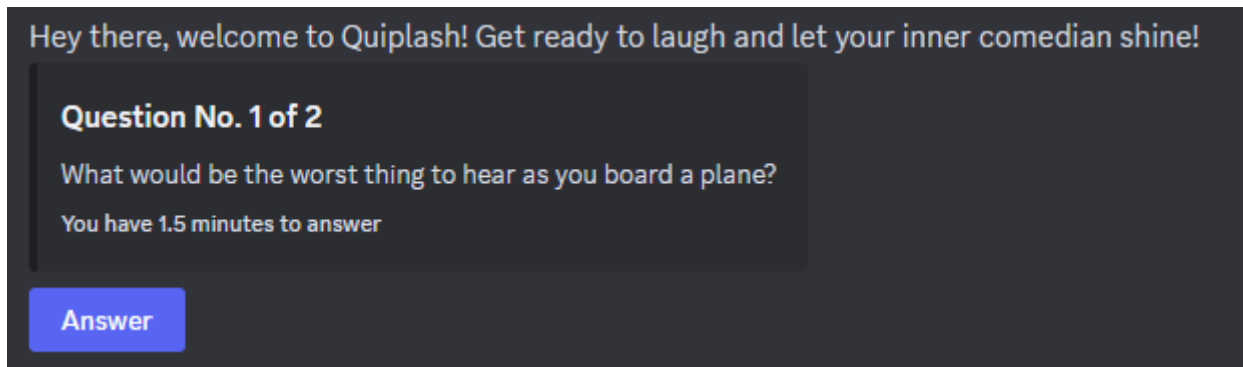 Hey there, welcome to Quiplash! Get ready to laugh and let your inner comedian shine!
Question No. 1 of 2
What would be the worst thing to hear as you board a plane?
You have 1.5 minutes to answer
Answer